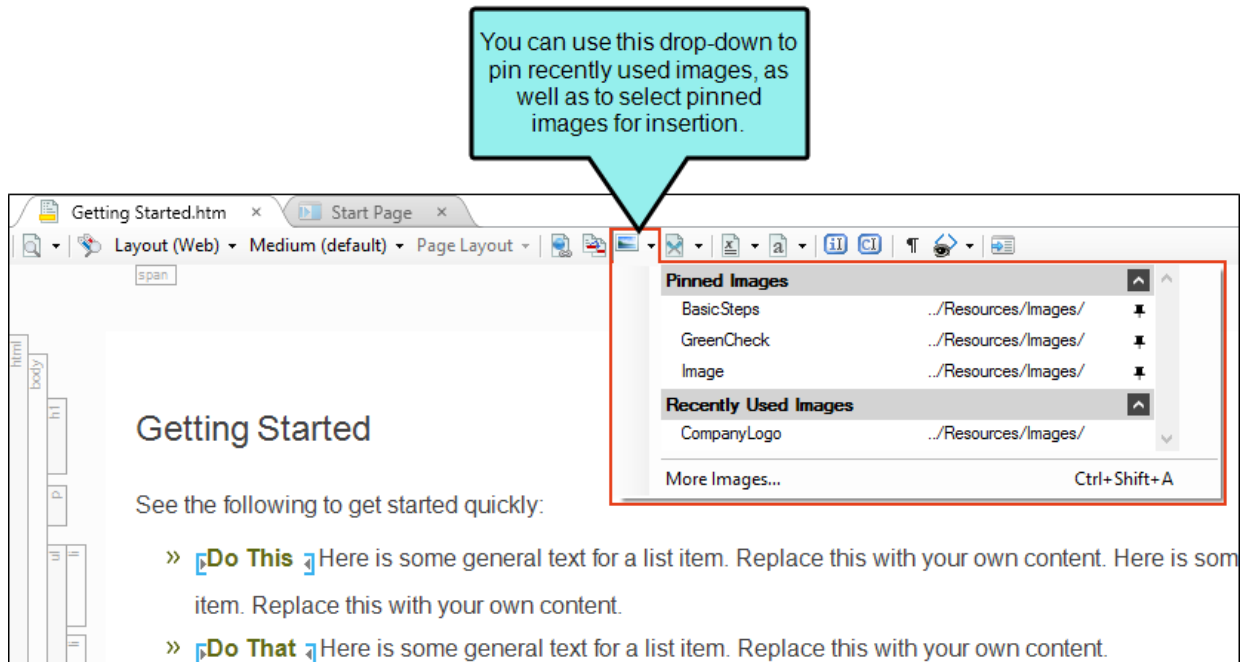 You can use this drop-down to
pin recently used images, as
well as to select pinned
images for insertion.
Getting Started.htm × Start Page ×
Layout (Web) Medium (default) Page Layout x a iI CI ¶
span
Pinned Images
BasicSteps ../Resources/Images/
GreenCheck ../Resources/Images/
Image ../Resources/Images/
Recently Used Images
CompanyLogo ../Resources/Images/
More Images... Ctrl+Shift+A
html
body
h1
Getting Started
p
See the following to get started quickly:
ul
li
» Do This Here is some general text for a list item. Replace this with your own content. Here is som
item. Replace this with your own content.
li
» Do That Here is some general text for a list item. Replace this with your own content.